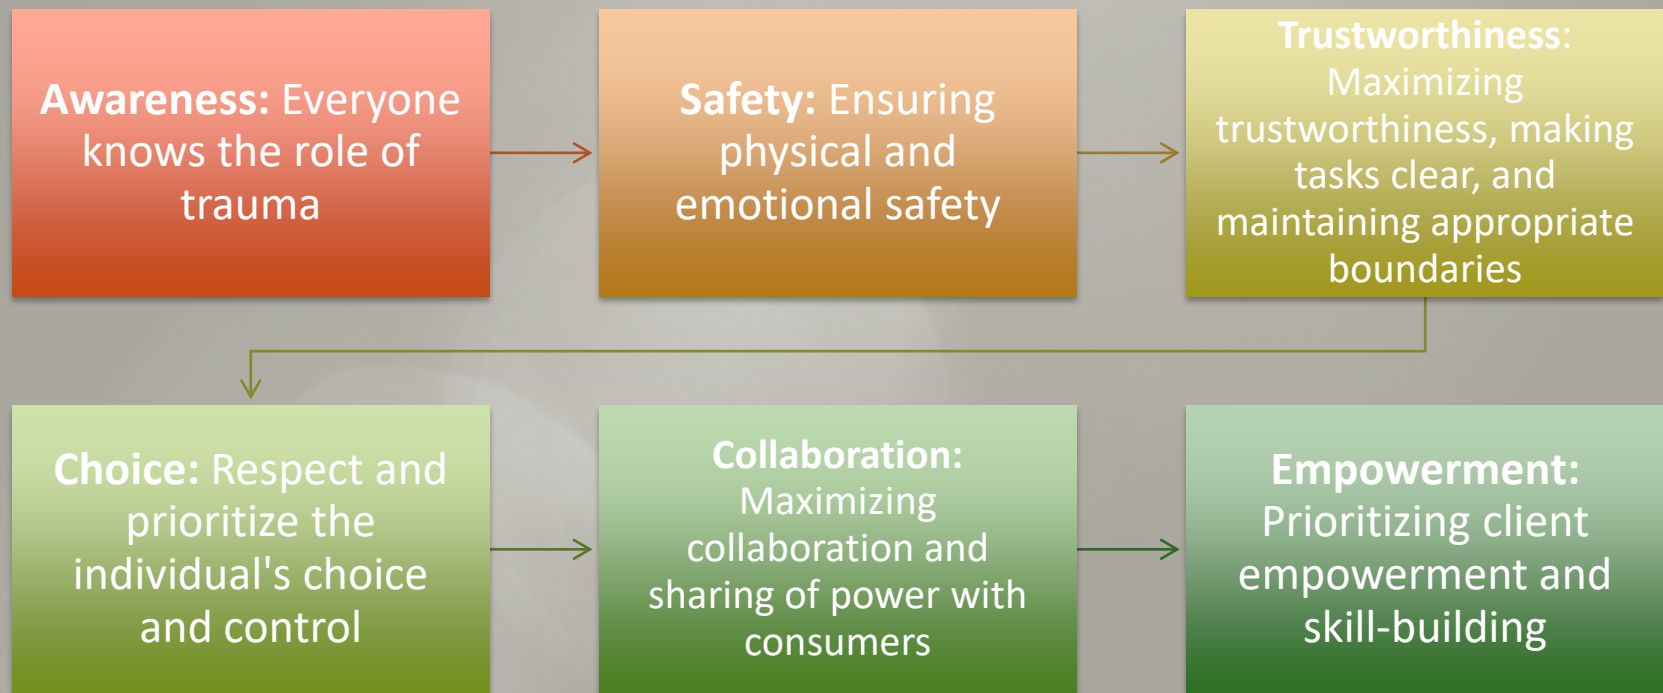 Awareness: Everyone
knows the role of
trauma
Safety: Ensuring
physical and
emotional safety
Trustworthiness:
Maximizing
trustworthiness, making
tasks clear, and
maintaining appropriate
boundaries
Choice: Respect and
prioritize the
individual's choice
and control
Collaboration:
Maximizing
collaboration and
sharing of power with
consumers
Empowerment:
Prioritizing client
empowerment and
skill-building